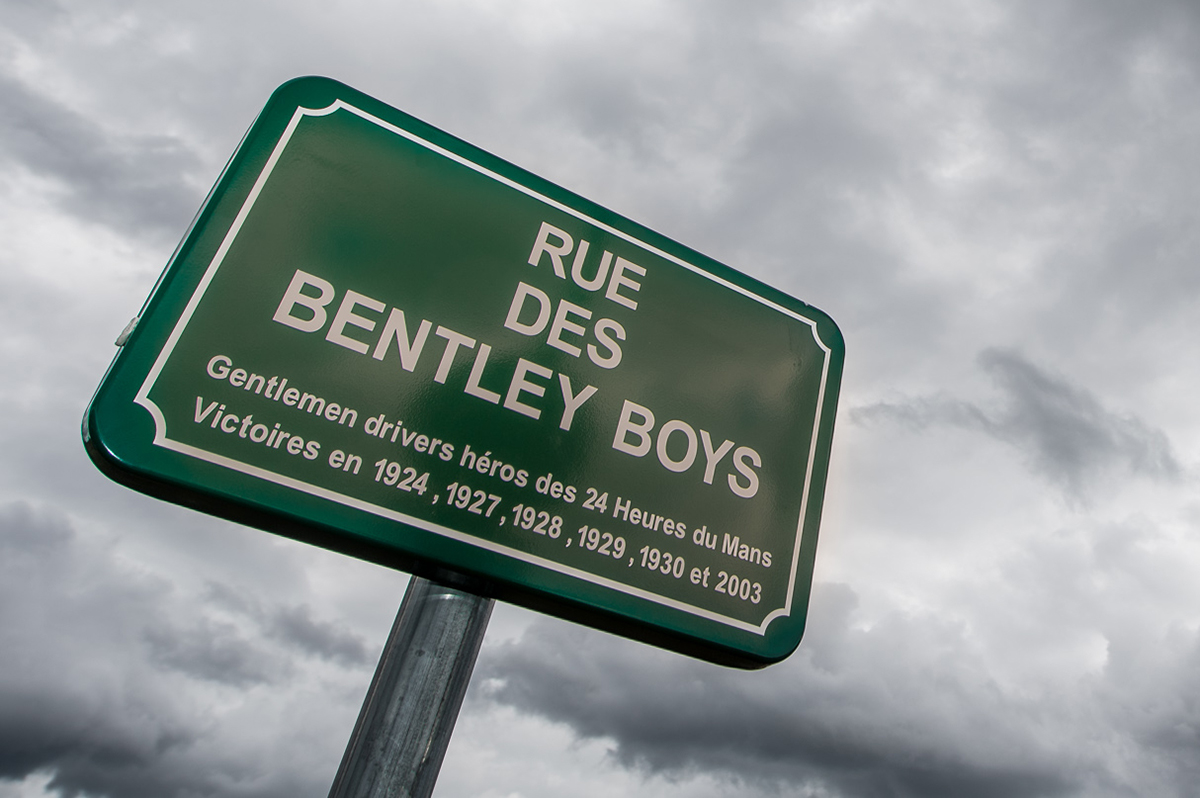 RUE
DES
BENTLEY BOYS
Gentlemen drivers héros des 24 Heures du Mans
Victoires en 1924 , 1927 , 1928 , 1929 , 1930 et 2003